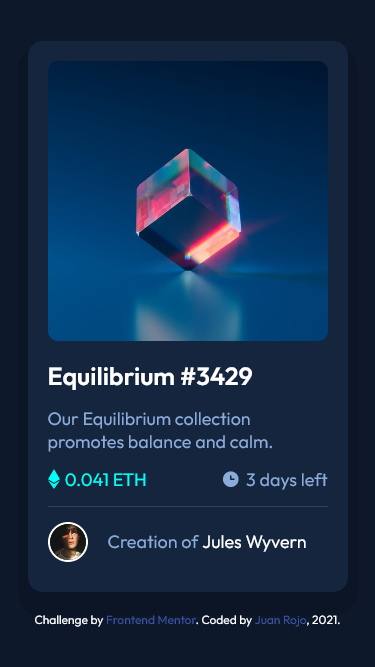 Equilibrium #3429
Our Equilibrium collection
promotes balance and calm.
0.041 ETH 3 days left
Creation of Jules Wyvern
Challenge by Frontend Mentor. Coded by Juan Rojo, 2021.